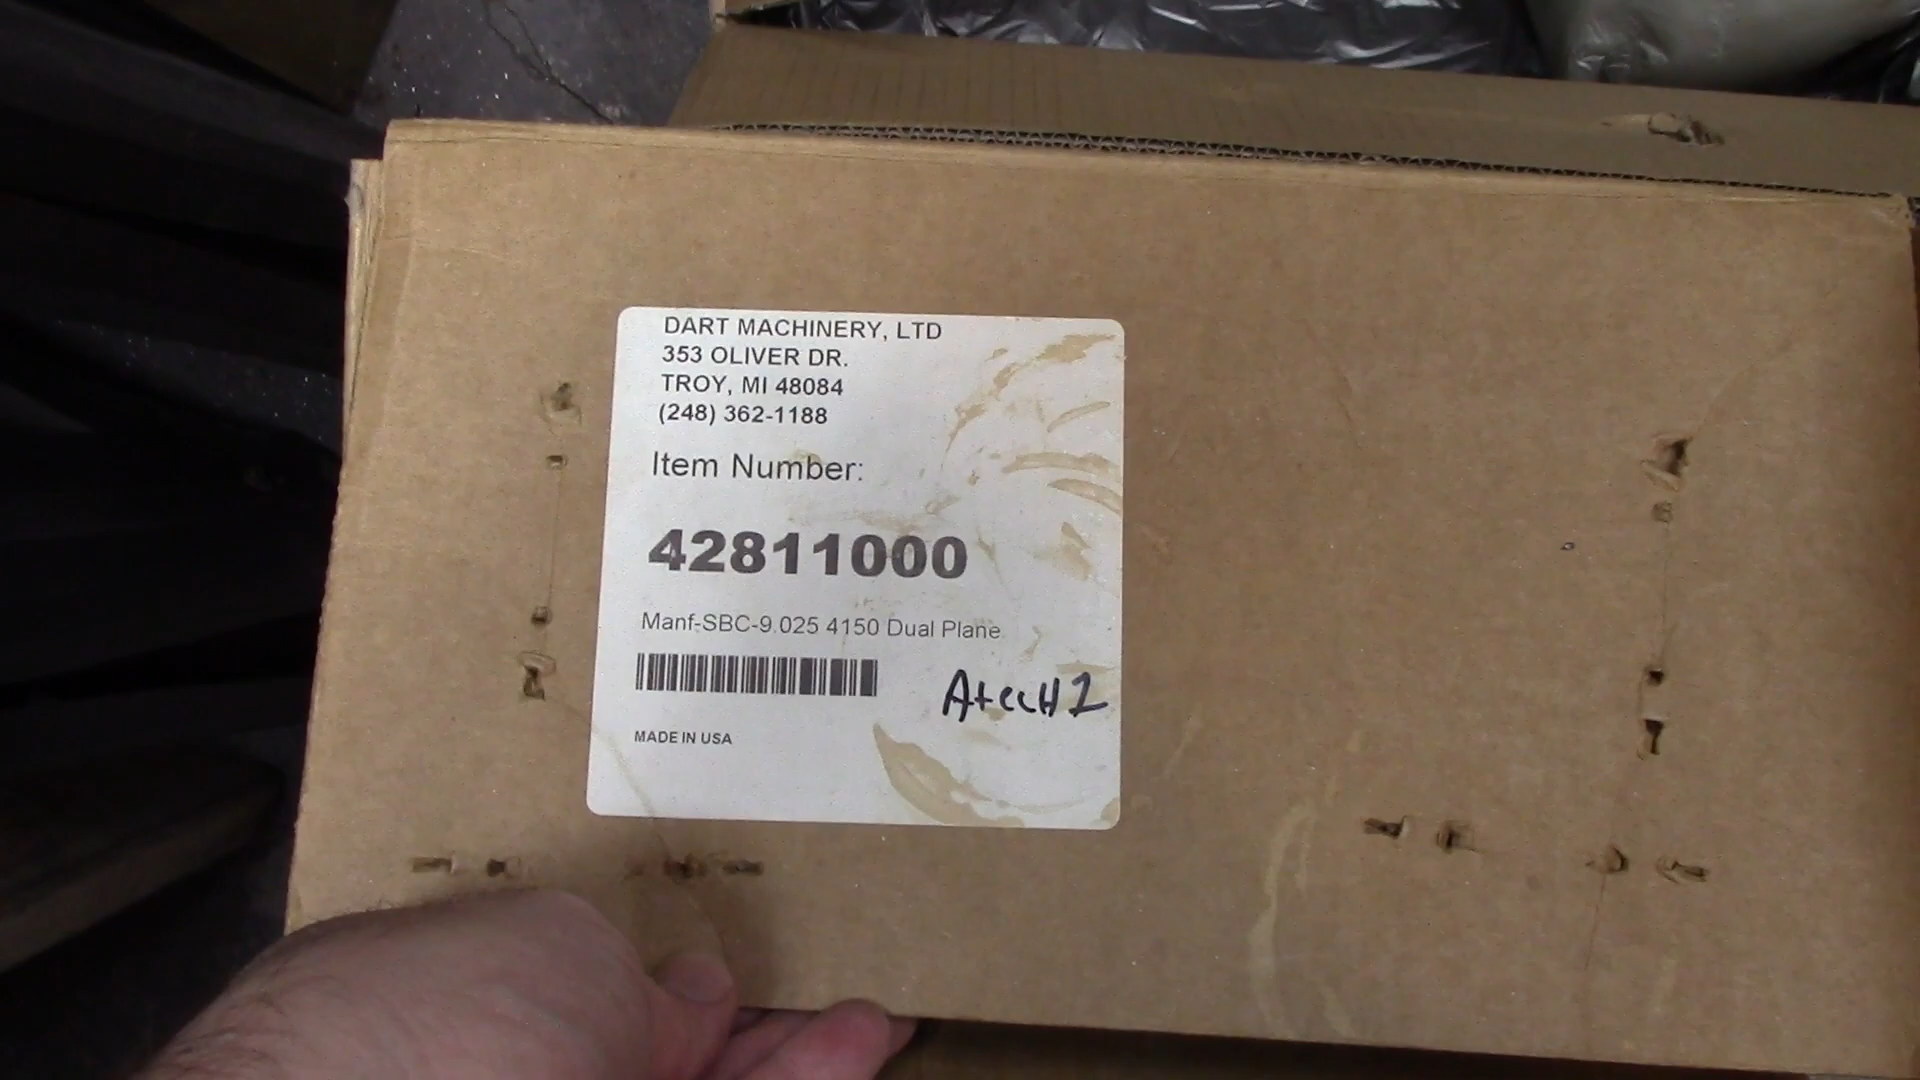 DART MACHINERY, LTD
353 OLIVER DR.
TROY, MI 48084
(248) 362-1188
Item Number:
42811000
Manf-SBC-9.025 4150 Dual Plane
AtecH1
MADE IN USA